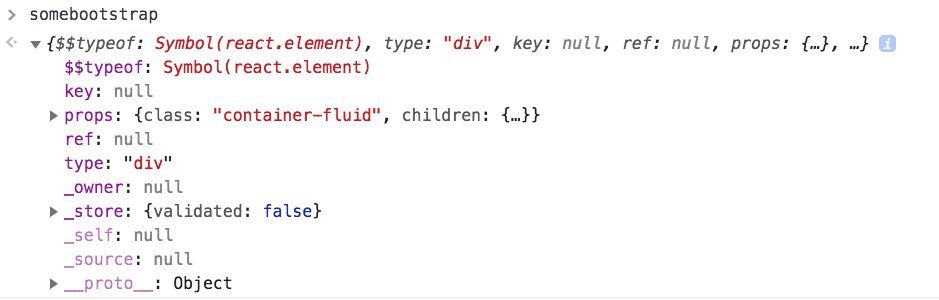 > somebootstrap
<· ▼{$$typeof: Symbol(react.element), type: "div", key: null, ref: null, props: {…}, …} i
$$typeof: Symbol(react.element)
key: null
▶props: {class: "container-fluid", children: {…}}
ref: null
type: "div"
_owner: null
▶_store: {validated: false}
_self: null
_source: null
▶__proto__: Object